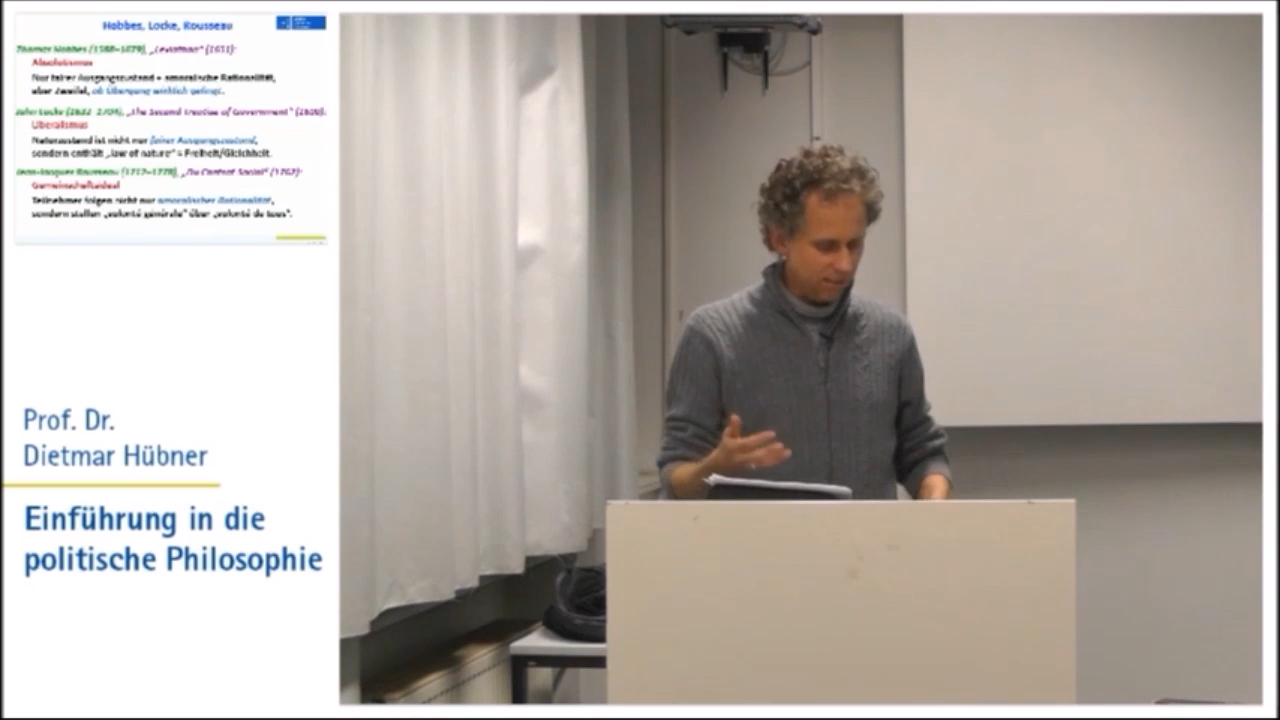 Hobbes, Locke, Rousseau
Thomas Hobbes (1588–1679), „Leviathan" (1651):
Absolutismus
Nur fairer Ausgangszustand + amoralische Rationalität,
aber Zweifel, ob Übergang wirklich gelingt.
John Locke (1632–1704), „The Second Treatise of Government" (1689):
Liberalismus
Naturzustand ist nicht nur fairer Ausgangszustand,
sondern enthält „law of nature" = Freiheit/Gleichheit.
Jean-Jacques Rousseau (1712–1778), „Du Contrat Social" (1762):
Gemeinschaftsideal
Teilnehmer folgen nicht nur amoralischer Rationalität,
sondern stellen „volonté générale" über „volonté de tous".
Prof. Dr.
Dietmar Hübner
Einführung in die
politische Philosophie